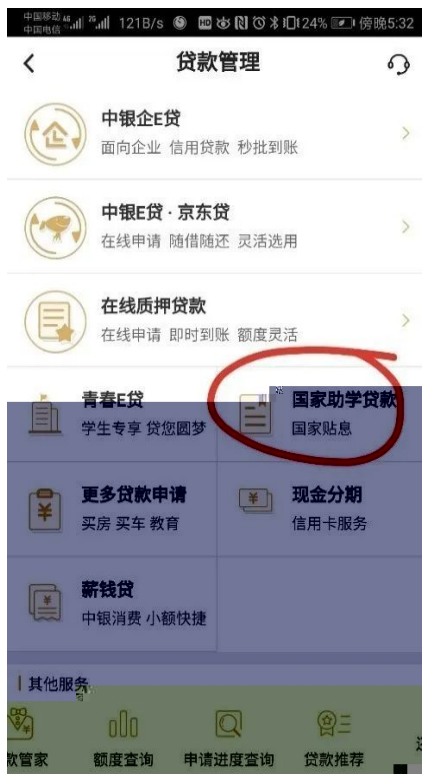 中国移动 46 26 121B/s HD 24% 傍晚5:32
中国电信
贷款管理
中银企E贷
面向企业 信用贷款 秒批到账
中银E贷 · 京东贷
在线申请 随借随还 灵活选用
在线质押贷款
在线申请 即时到账 额度灵活
青春E贷 国家助学贷款
学生专享 贷您圆梦 国家贴息
更多贷款申请 现金分期
买房 买车 教育 信用卡服务
薪钱贷
中银消费 小额快捷
其他服务
款管家 额度查询 申请进度查询 贷款推荐